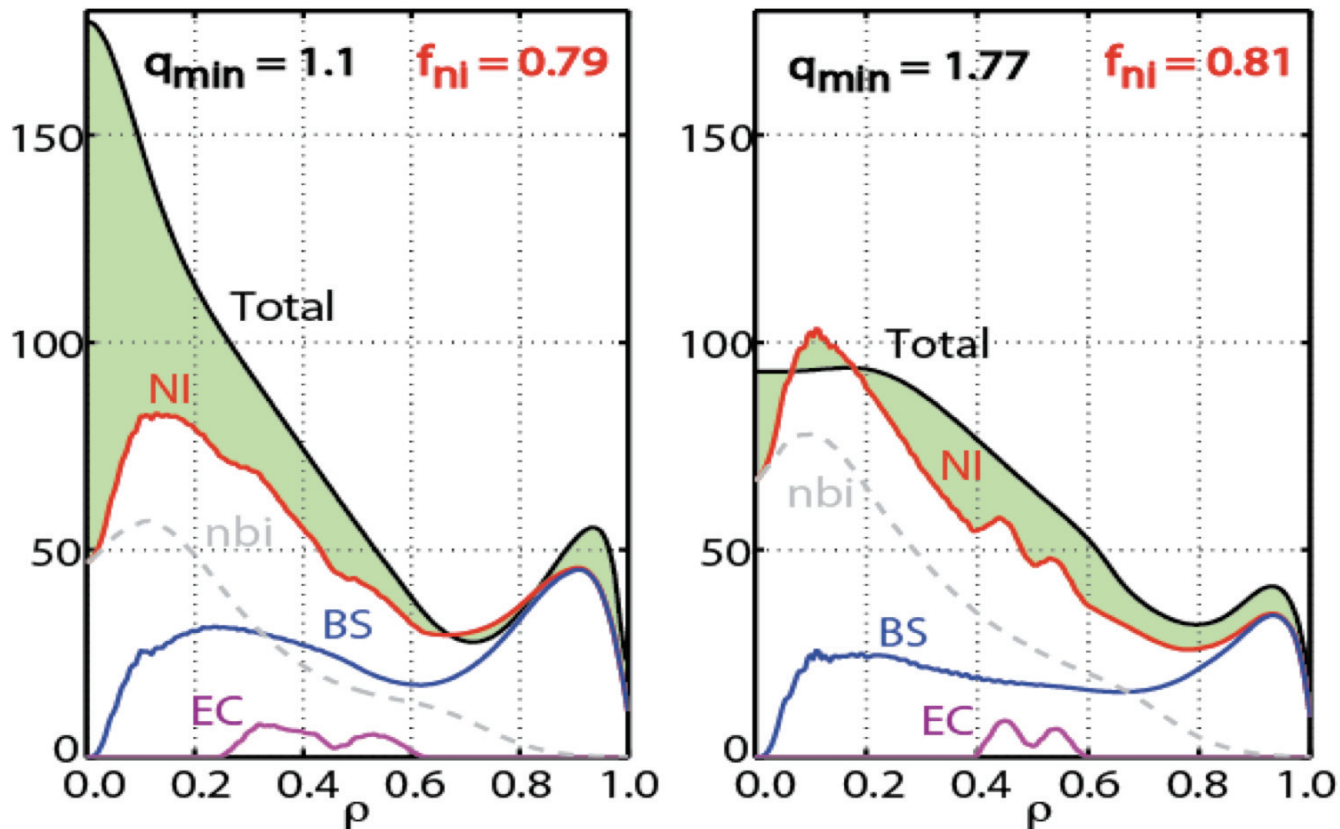 q_min = 1.1 f_ni = 0.79
150
Total
100
NI
nbi
50
BS
EC
0
0.0 0.2 0.4 0.6 0.8 1.0
ρ
q_min = 1.77 f_ni = 0.81
150
Total
100
NI
nbi
50
BS
EC
0
0.0 0.2 0.4 0.6 0.8 1.0
ρ